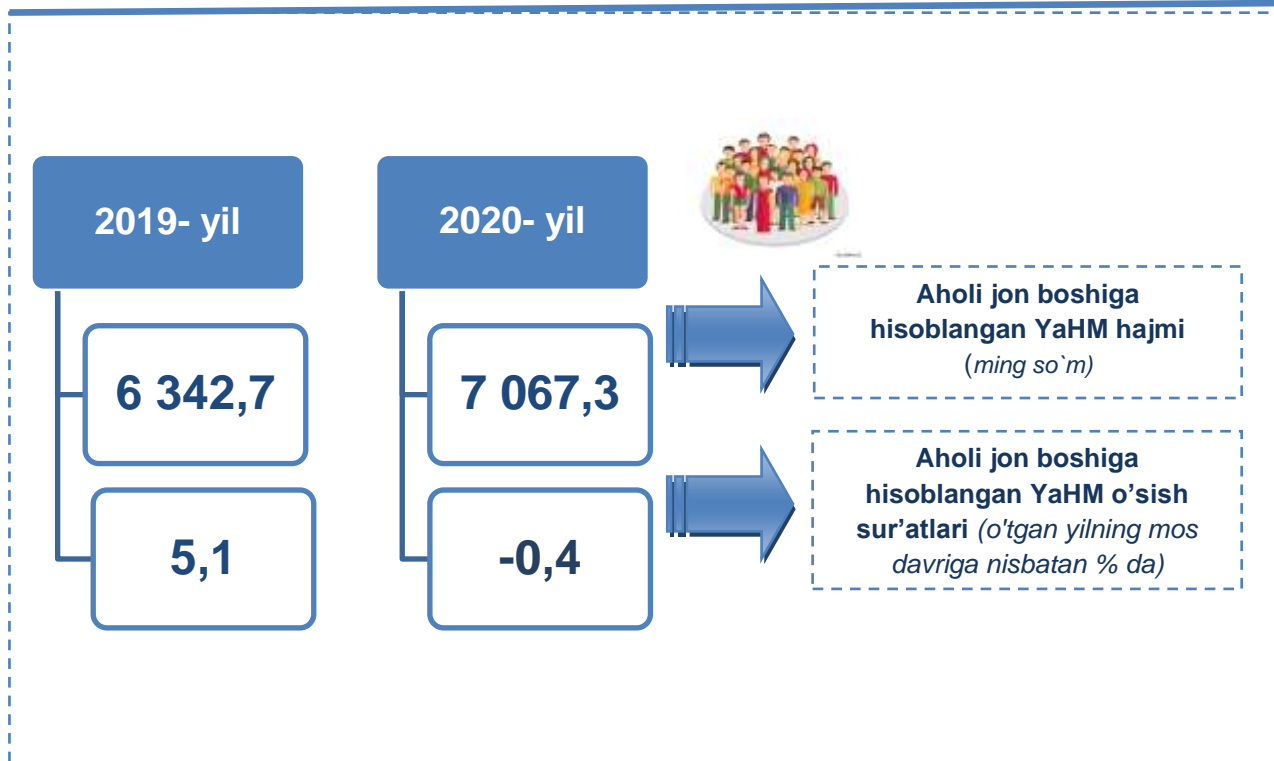 2019- yil
2020- yil
6 342,7
7 067,3
Aholi jon boshiga
hisoblangan YaHM hajmi
(ming so`m)
5,1
-0,4
Aholi jon boshiga
hisoblangan YaHM o’sish
sur’atlari (o'tgan yilning mos
davriga nisbatan % da)